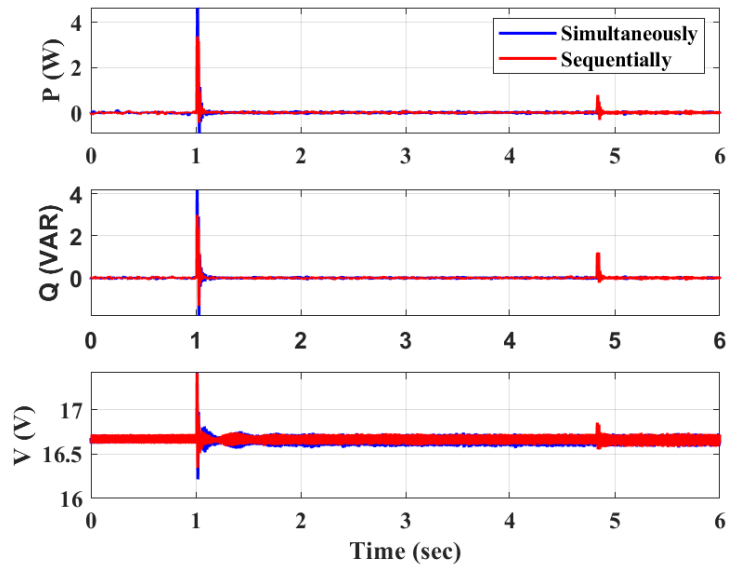 4
2
0
P (W)
Simultaneously
Sequentially
0 1 2 3 4 5 6
4
2
0
Q (VAR)
0 1 2 3 4 5 6
17
16.5
16
V (V)
0 1 2 3 4 5 6
Time (sec)